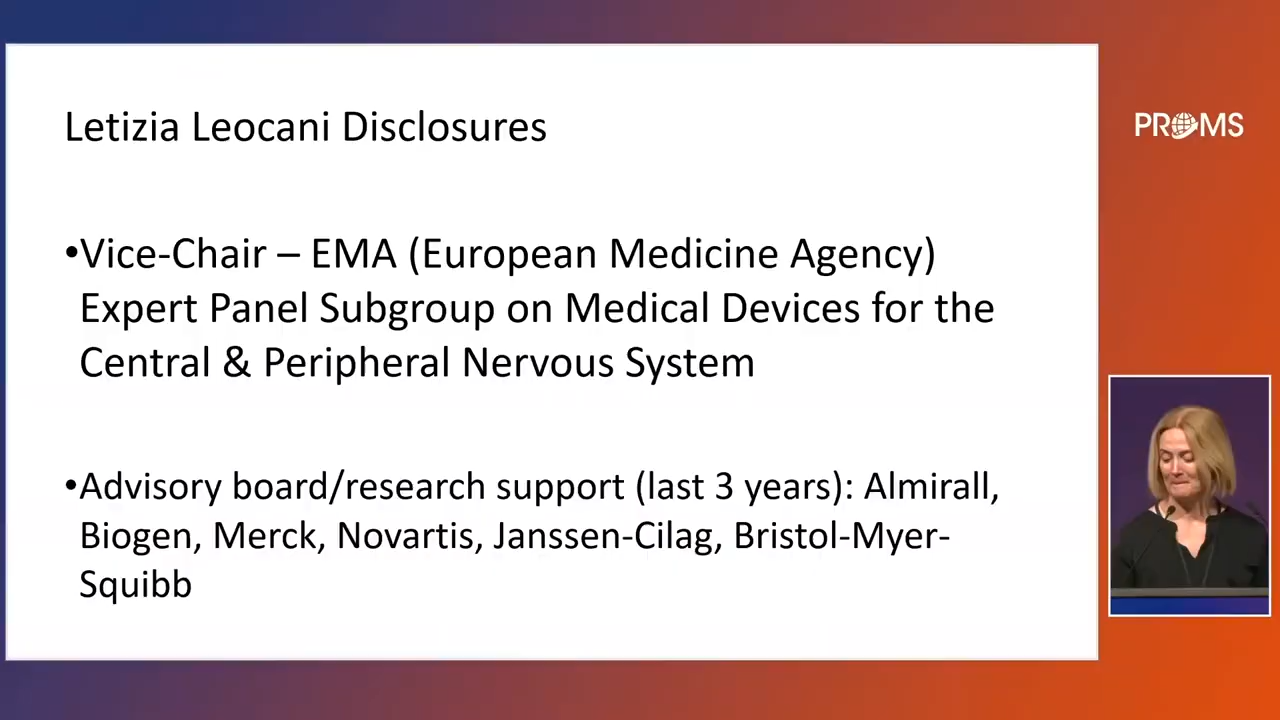 Letizia Leocani Disclosures
PROMS
•Vice-Chair – EMA (European Medicine Agency)
Expert Panel Subgroup on Medical Devices for the
Central & Peripheral Nervous System
•Advisory board/research support (last 3 years): Almirall,
Biogen, Merck, Novartis, Janssen-Cilag, Bristol-Myer-
Squibb